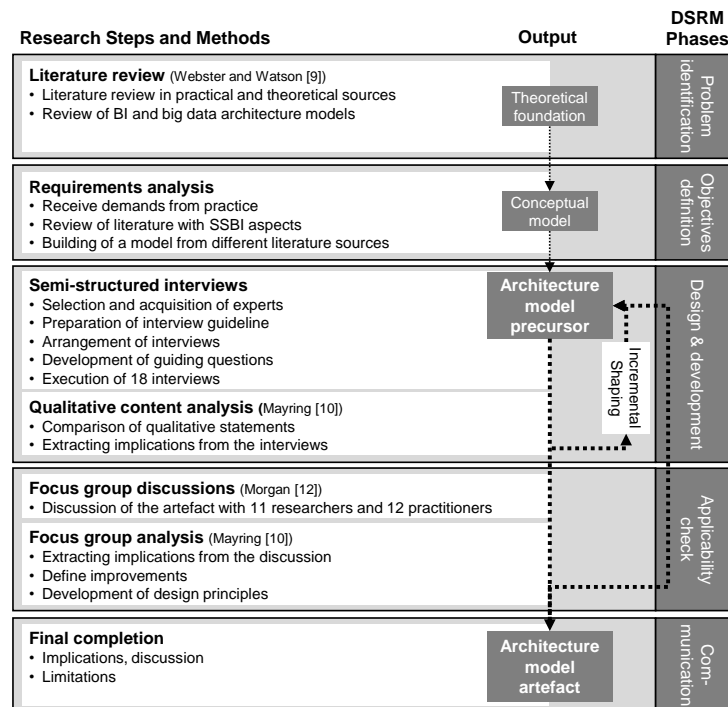 DSRM
Phases
Research Steps and Methods
Output
Literature review (Webster and Watson [9])
• Literature review in practical and theoretical sources
• Review of BI and big data architecture models
Theoretical
foundation
Problem
identification
Requirements analysis
• Receive demands from practice
• Review of literature with SSBI aspects
• Building of a model from different literature sources
Conceptual
model
Objectives
definition
Semi-structured interviews
• Selection and acquisition of experts
• Preparation of interview guideline
• Arrangement of interviews
• Development of guiding questions
• Execution of 18 interviews
Architecture
model
precursor
Incremental
Shaping
Design & development
Qualitative content analysis (Mayring [10])
• Comparison of qualitative statements
• Extracting implications from the interviews
Focus group discussions (Morgan [12])
• Discussion of the artefact with 11 researchers and 12 practitioners
Focus group analysis (Mayring [10])
• Extracting implications from the discussion
• Define improvements
• Development of design principles
Applicability
check
Final completion
• Implications, discussion
• Limitations
Architecture
model
artefact
Com-
munication